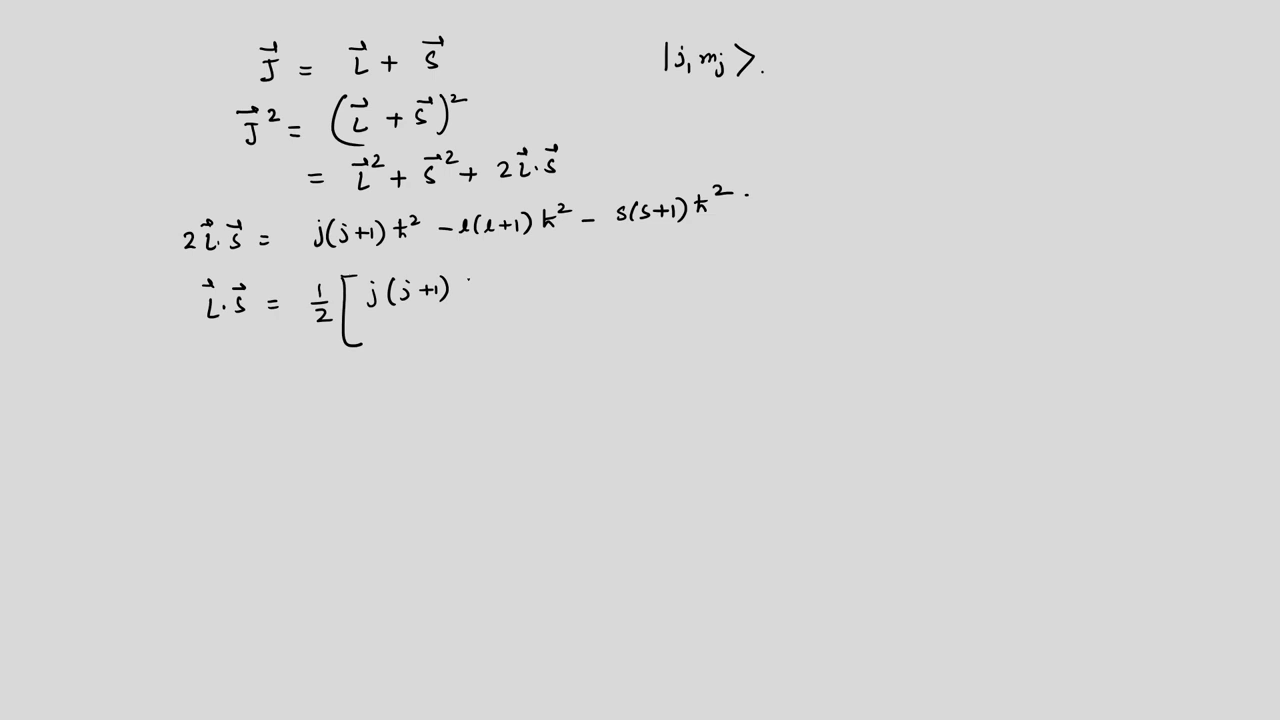 J⃗ = L⃗ + S⃗
|j, m_j >.
J⃗² = (L⃗ + S⃗)²
= L⃗² + S⃗² + 2L⃗·S⃗
2L⃗·S⃗ = j(j+1)ℏ² - l(l+1)ℏ² - s(s+1)ℏ².
L⃗·S⃗ = 1/2 [ j(j+1)